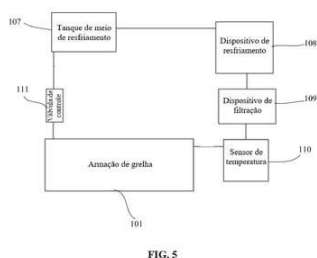 107
Tanque de meio
de resfriamento
Dispositivo de
resfriamento
108
111
Válvula de
controle
Dispositivo de
filtração
109
Armação de grelha
Sensor de
temperatura
110
101
FIG. 5